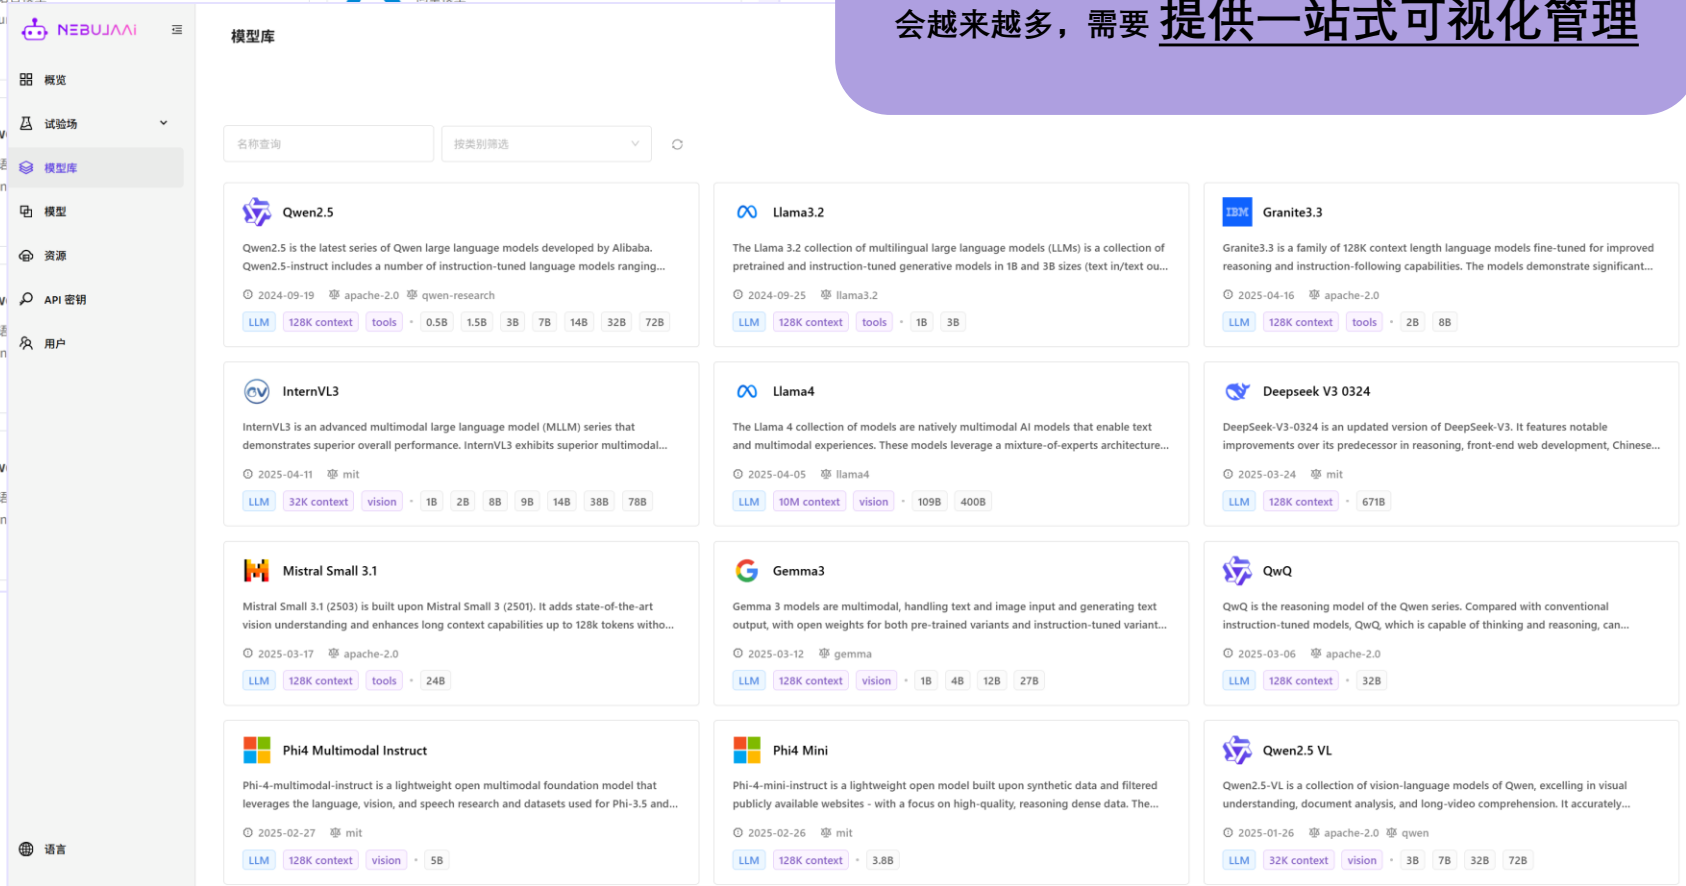 会越来越多，需要 提供一站式可视化管理
NEBUJAAi
模型库
概览
试验场
模型库
模型
资源
API 密钥
用户
语言
名称查询
按类别筛选
Qwen2.5
Qwen2.5 is the latest series of Qwen large language models developed by Alibaba.
Qwen2.5-instruct includes a number of instruction-tuned language models ranging...
2024-09-19 apache-2.0 qwen-research
LLM 128K context tools • 0.5B 1.5B 3B 7B 14B 32B 72B
Llama3.2
The Llama 3.2 collection of multilingual large language models (LLMs) is a collection of
pretrained and instruction-tuned generative models in 1B and 3B sizes (text in/text ou...
2024-09-25 llama3.2
LLM 128K context tools • 1B 3B
IBM
Granite3.3
Granite3.3 is a family of 128K context length language models fine-tuned for improved
reasoning and instruction-following capabilities. The models demonstrate significant...
2025-04-16 apache-2.0
LLM 128K context tools • 2B 8B
InternVL3
InternVL3 is an advanced multimodal large language model (MLLM) series that
demonstrates superior overall performance. InternVL3 exhibits superior multimodal...
2025-04-11 mit
LLM 32K context vision • 1B 2B 8B 9B 14B 38B 78B
Llama4
The Llama 4 collection of models are natively multimodal AI models that enable text
and multimodal experiences. These models leverage a mixture-of-experts architecture...
2025-04-05 llama4
LLM 10M context vision • 109B 400B
Deepseek V3 0324
DeepSeek-V3-0324 is an updated version of DeepSeek-V3. It features notable
improvements over its predecessor in reasoning, front-end web development, Chinese...
2025-03-24 mit
LLM 128K context • 671B
Mistral Small 3.1
Mistral Small 3.1 (2503) is built upon Mistral Small 3 (2501). It adds state-of-the-art
vision understanding and enhances long context capabilities up to 128k tokens witho...
2025-03-17 apache-2.0
LLM 128K context tools • 24B
Gemma3
Gemma 3 models are multimodal, handling text and image input and generating text
output, with open weights for both pre-trained variants and instruction-tuned variant...
2025-03-12 gemma
LLM 128K context vision • 1B 4B 12B 27B
QwQ
QwQ is the reasoning model of the Qwen series. Compared with conventional
instruction-tuned models, QwQ, which is capable of thinking and reasoning, can...
2025-03-06 apache-2.0
LLM 128K context • 32B
Phi4 Multimodal Instruct
Phi-4-multimodal-instruct is a lightweight open multimodal foundation model that
leverages the language, vision, and speech research and datasets used for Phi-3.5 and...
2025-02-27 mit
LLM 128K context vision • 5B
Phi4 Mini
Phi-4-mini-instruct is a lightweight open model built upon synthetic data and filtered
publicly available websites - with a focus on high-quality, reasoning dense data. The...
2025-02-26 mit
LLM 128K context • 3.8B
Qwen2.5 VL
Qwen2.5-VL is a collection of vision-language models of Qwen, excelling in visual
understanding, document analysis, and long-video comprehension. It accurately...
2025-01-26 apache-2.0 qwen
LLM 32K context vision • 3B 7B 32B 72B